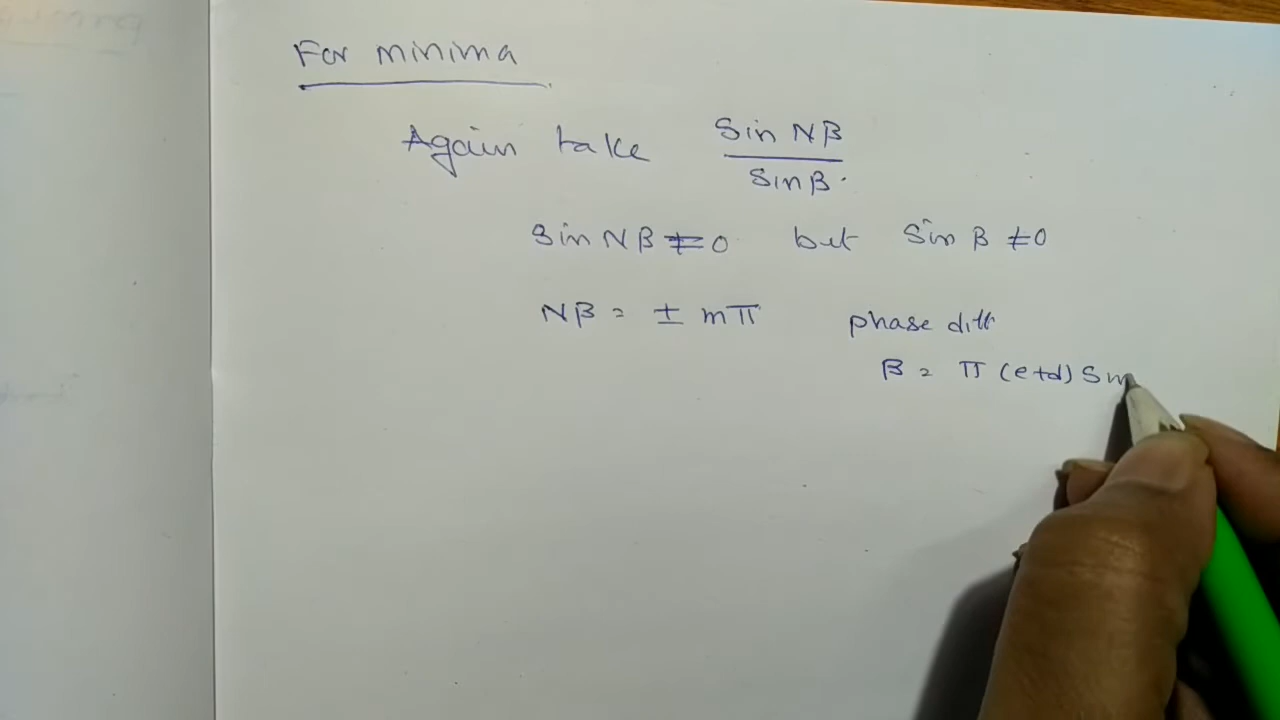 For minima
Again take Sin Nβ / Sin β.
Sin Nβ ≠ 0 but Sin β ≠ 0
Nβ = ± mπ phase diff
β = π (e+d) Sin